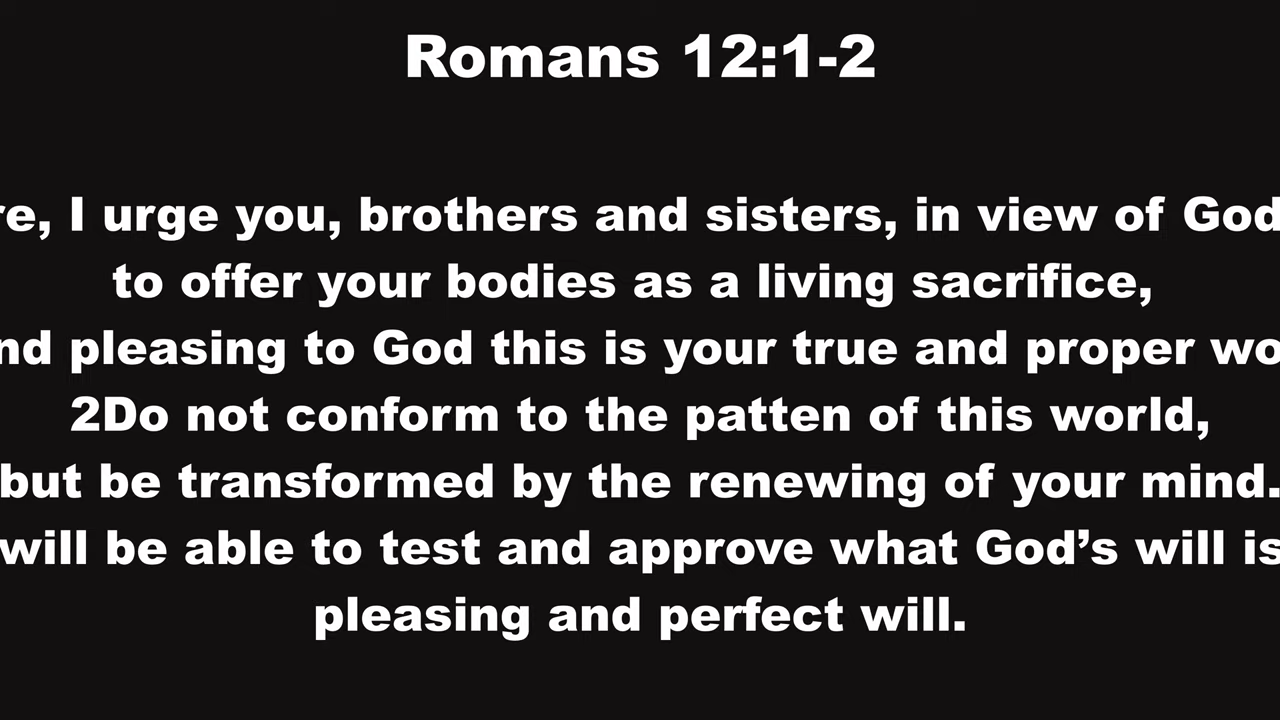 Romans 12:1-2
re, I urge you, brothers and sisters, in view of God
to offer your bodies as a living sacrifice,
nd pleasing to God this is your true and proper wo
2Do not conform to the patten of this world,
but be transformed by the renewing of your mind.
will be able to test and approve what God’s will is
pleasing and perfect will.